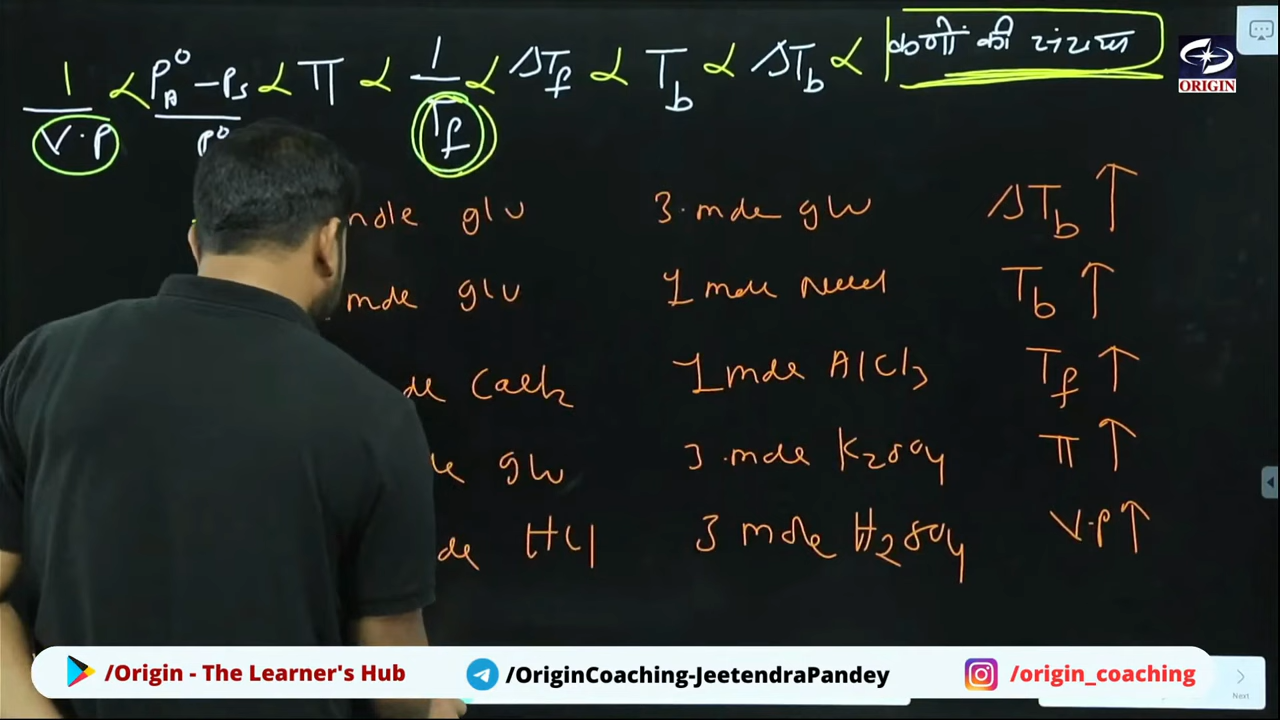 1/V.P ∝ P°A - Ps/P° ∝ π ∝ 1/Tf ∝ ΔTf ∝ Tb ∝ ΔTb ∝ कणों की संख्या
ORIGIN
mole glu 3 mole glu ΔTb ↑
mole glu 1 mole Tb ↑
CaCl2 1 mole AlCl3 Tf ↑
glu 3 mole K2SO4 π ↑
HCl 3 mole H2SO4 V.P ↑
/Origin - The Learner's Hub /OriginCoaching-JeetendraPandey /origin_coaching
Next